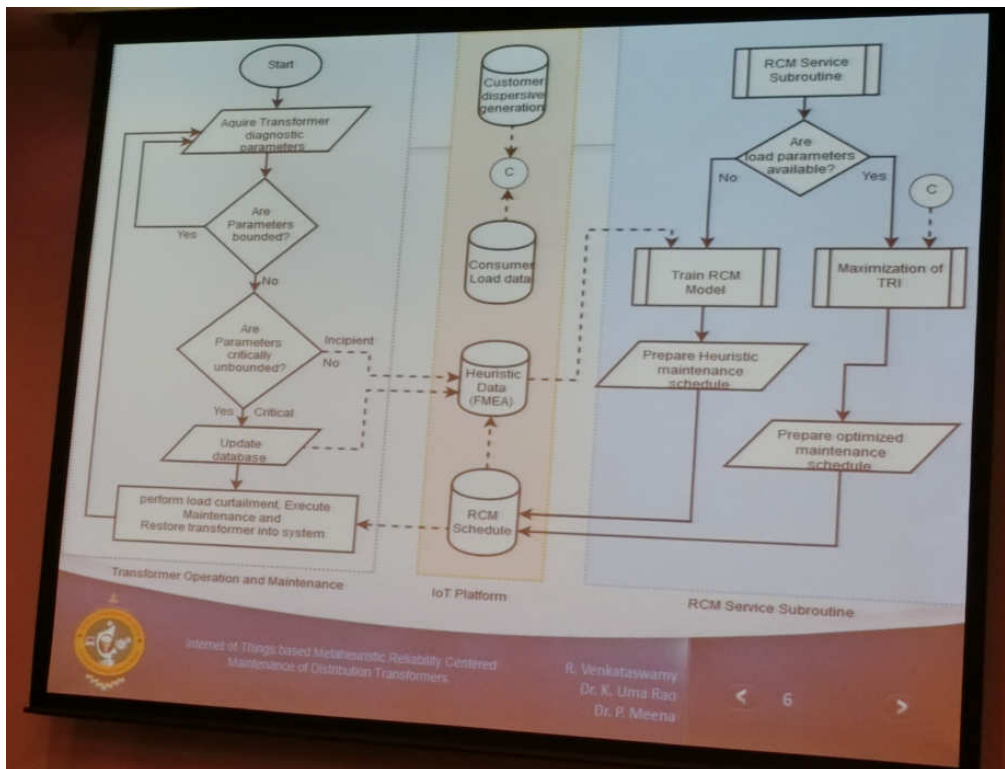 Start
Aquire Transformer
diagnostic
parameters
Are
Parameters
bounded?
Yes
No
Are
Parameters
critically
unbounded?
Incipient
No
Yes
Critical
Update
database
perform load curtailment, Execute
Maintenance and
Restore transformer into system
Transformer Operation and Maintenance
Customer
dispersive
generation
C
Consumer
Load data
Heuristic
Data
(FMEA)
RCM
Schedule
IoT Platform
RCM Service
Subroutine
Are
load parameters
available?
No
Yes
C
Train RCM
Model
Maximization of
TRI
Prepare Heuristic
maintenance
schedule
Prepare optimized
maintenance
schedule
RCM Service Subroutine
Internet of Things based Metaheuristic Reliability Centered
Maintenance of Distribution Transformers
R. Venkataswamy
Dr. K. Uma Rao
Dr. P. Meena
< 6 >